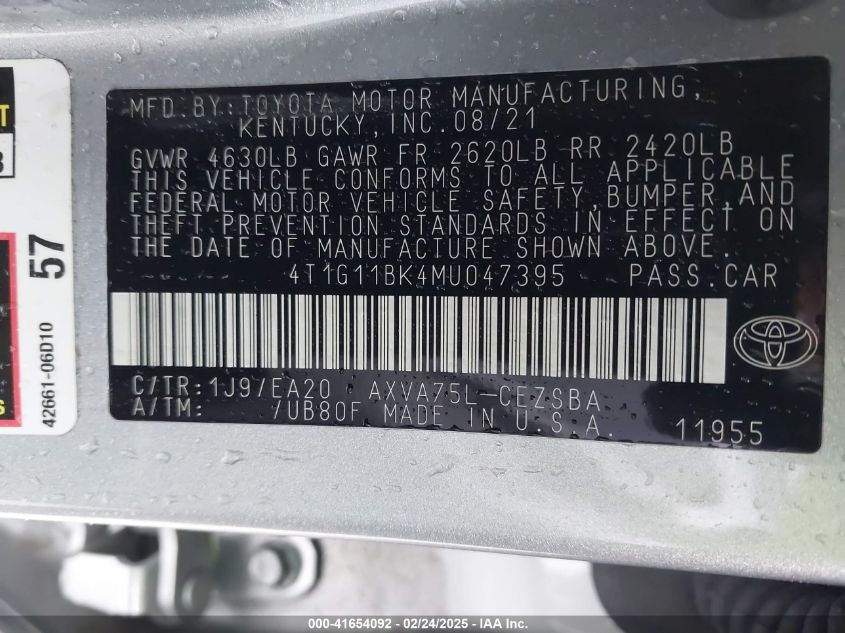 MFD.BY:TOYOTA MOTOR MANUFACTURING,
KENTUCKY,INC.08/21
GVWR 4630LB GAWR FR 2620LB RR 2420LB
THIS VEHICLE CONFORMS TO ALL APPLICABLE
FEDERAL MOTOR VEHICLE SAFETY,BUMPER,AND
THEFT PREVENTION STANDARDS IN EFFECT ON
THE DATE OF MANUFACTURE SHOWN ABOVE.
4T1G11BK4MU047395 PASS.CAR
C/TR:1J9/EA20 AXVA75L-CEZSBA
A/TM: /UB80F MADE IN U.S.A. 11955
57
42661-06D10
000-41654092 - 02/24/2025 - IAA Inc.